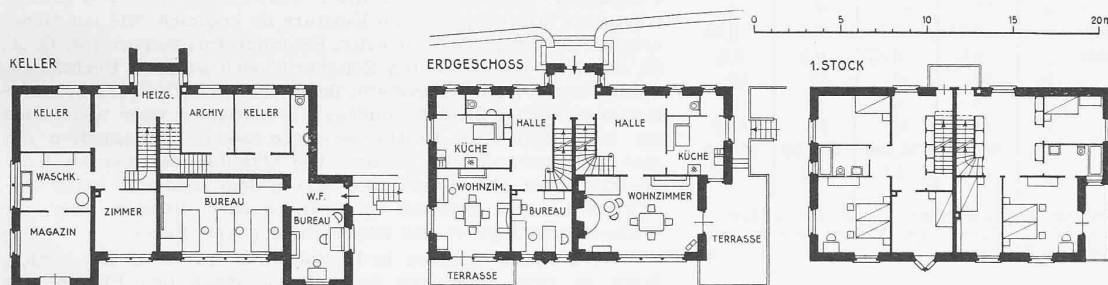 0 5 10 15 20m
KELLER
ERDGESCHOSS
1. STOCK
KELLER
HEIZG.
ARCHIV
KELLER
WASCHK.
ZIMMER
BUREAU
W.F.
BUREAU
MAGAZIN
HALLE
HALLE
KÜCHE
KÜCHE
WOHNZIM.
BUREAU
WOHNZIMMER
TERRASSE
TERRASSE